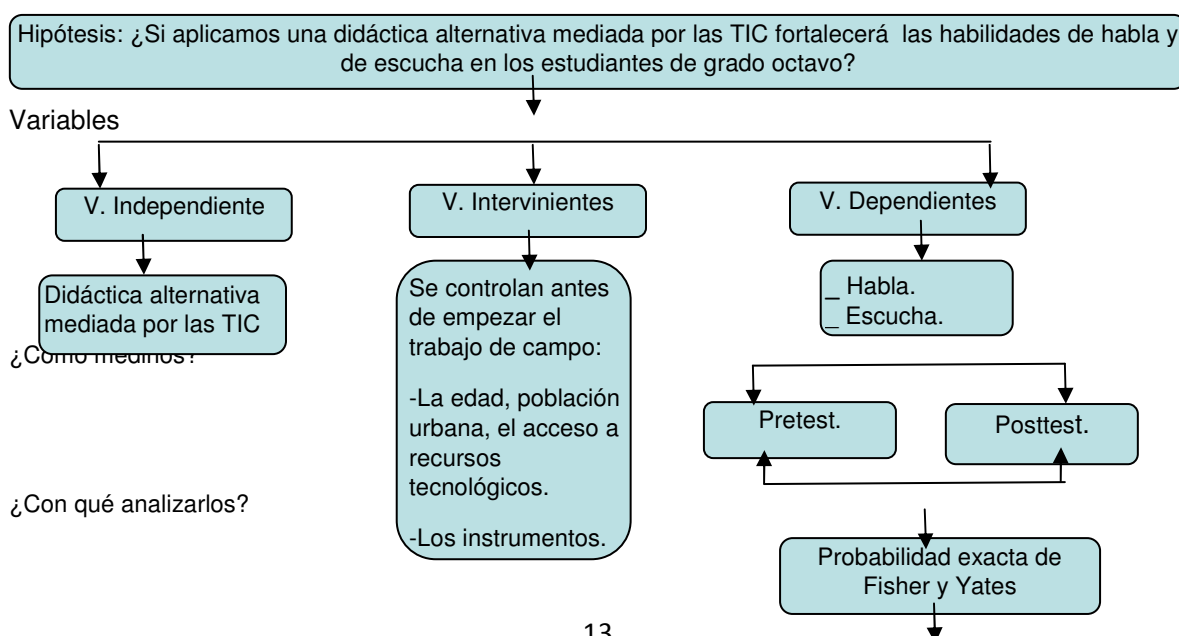 Hipótesis: ¿Si aplicamos una didáctica alternativa mediada por las TIC fortalecerá las habilidades de habla y
de escucha en los estudiantes de grado octavo?
Variables
V. Independiente
V. Intervinientes
V. Dependientes
Didáctica alternativa
mediada por las TIC
Se controlan antes
de empezar el
trabajo de campo:
-La edad, población
urbana, el acceso a
recursos
tecnológicos.
-Los instrumentos.
_ Habla.
_ Escucha.
¿Cómo
Pretest.
Posttest.
¿Con qué analizarlos?
Probabilidad exacta de
Fisher y Yates
13